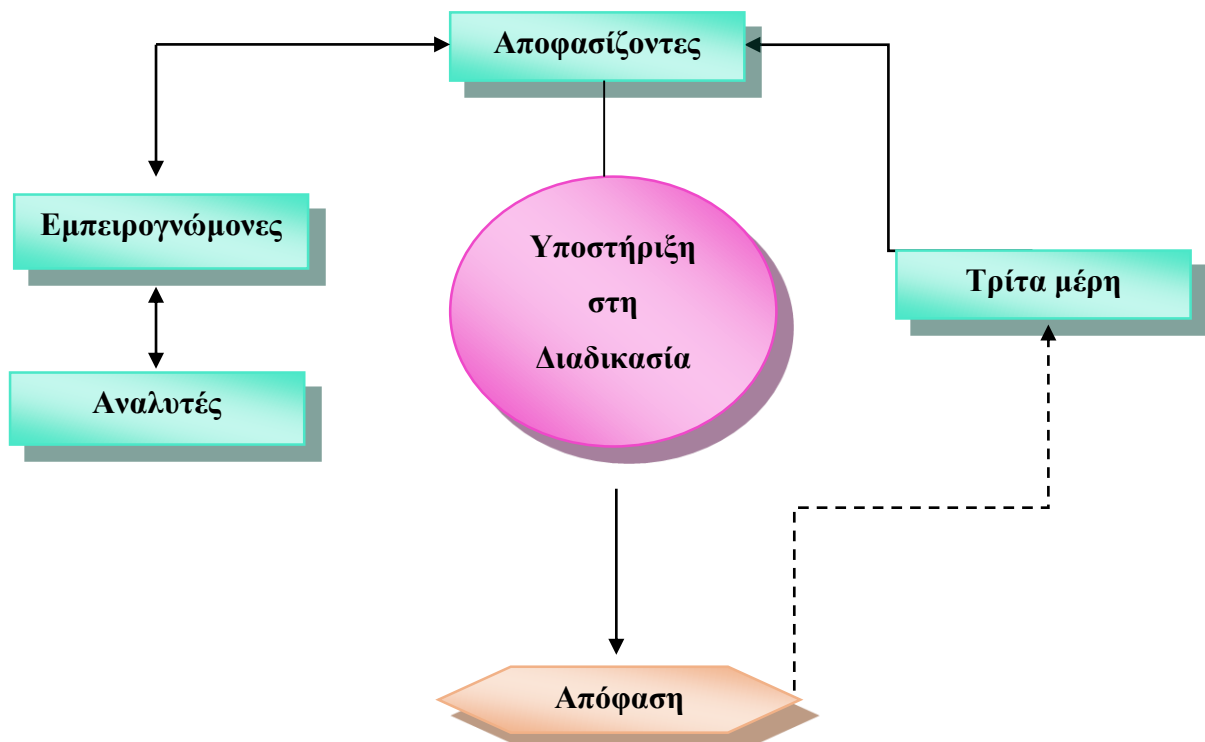 Αποφασίζοντες
Εμπειρογνώμονες
Υποστήριξη
στη
Διαδικασία
Τρίτα μέρη
Αναλυτές
Απόφαση